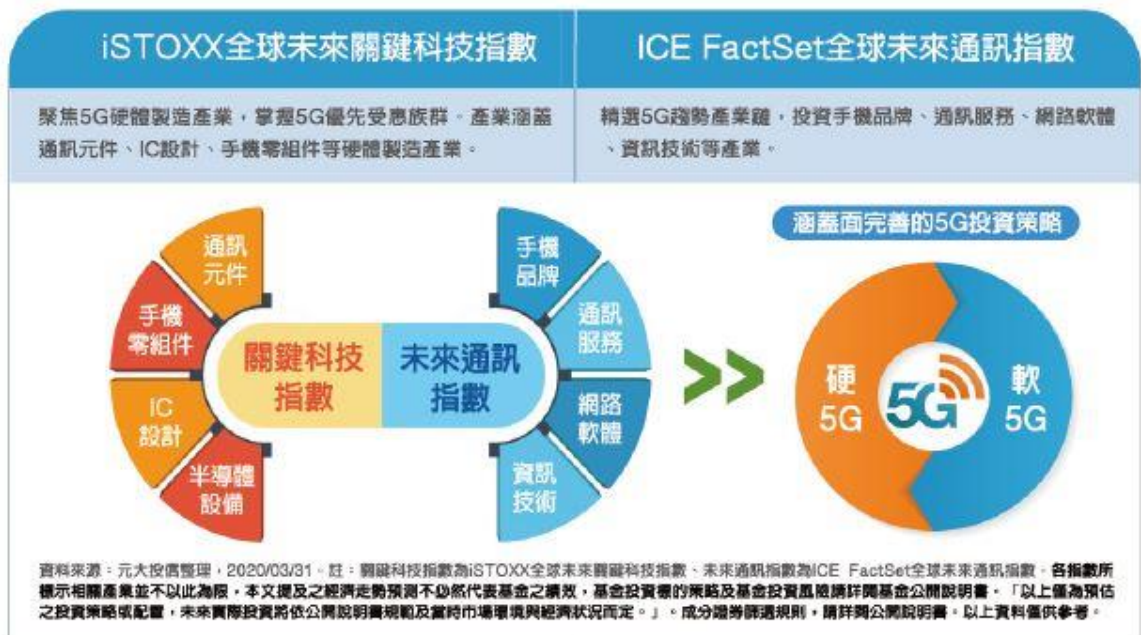 iSTOXX全球未來關鍵科技指數
ICE FactSet全球未來通訊指數
聚焦5G硬體製造產業，掌握5G優先受惠族群。產業涵蓋
通訊元件、IC設計、手機零組件等硬體製造產業。
精選5G趨勢產業鏈，投資手機品牌、通訊服務、網路軟體
、資訊技術等產業。
通訊
元件
手機
零組件
IC
設計
半導體
設備
關鍵科技
指數
未來通訊
指數
手機
品牌
通訊
服務
網路
軟體
資訊
技術
涵蓋面完善的5G投資策略
硬
5G
5G
軟
5G
資料來源：元大投信整理，2020/03/31。註：關鍵科技指數為iSTOXX全球未來關鍵科技指數、未來通訊指數為ICE FactSet全球未來通訊指數。各指數所
標示相關產業並不以此為限，本文提及之經濟走勢預測不必然代表基金之績效，基金投資標的策略及基金投資風險請詳閱基金公開說明書。「以上僅為預估
之投資策略或配置，未來實際投資將依公開說明書規範及當時市場環境與經濟狀況而定。」。成分證券篩選規則，請詳閱公開說明書。以上資料僅供參考。